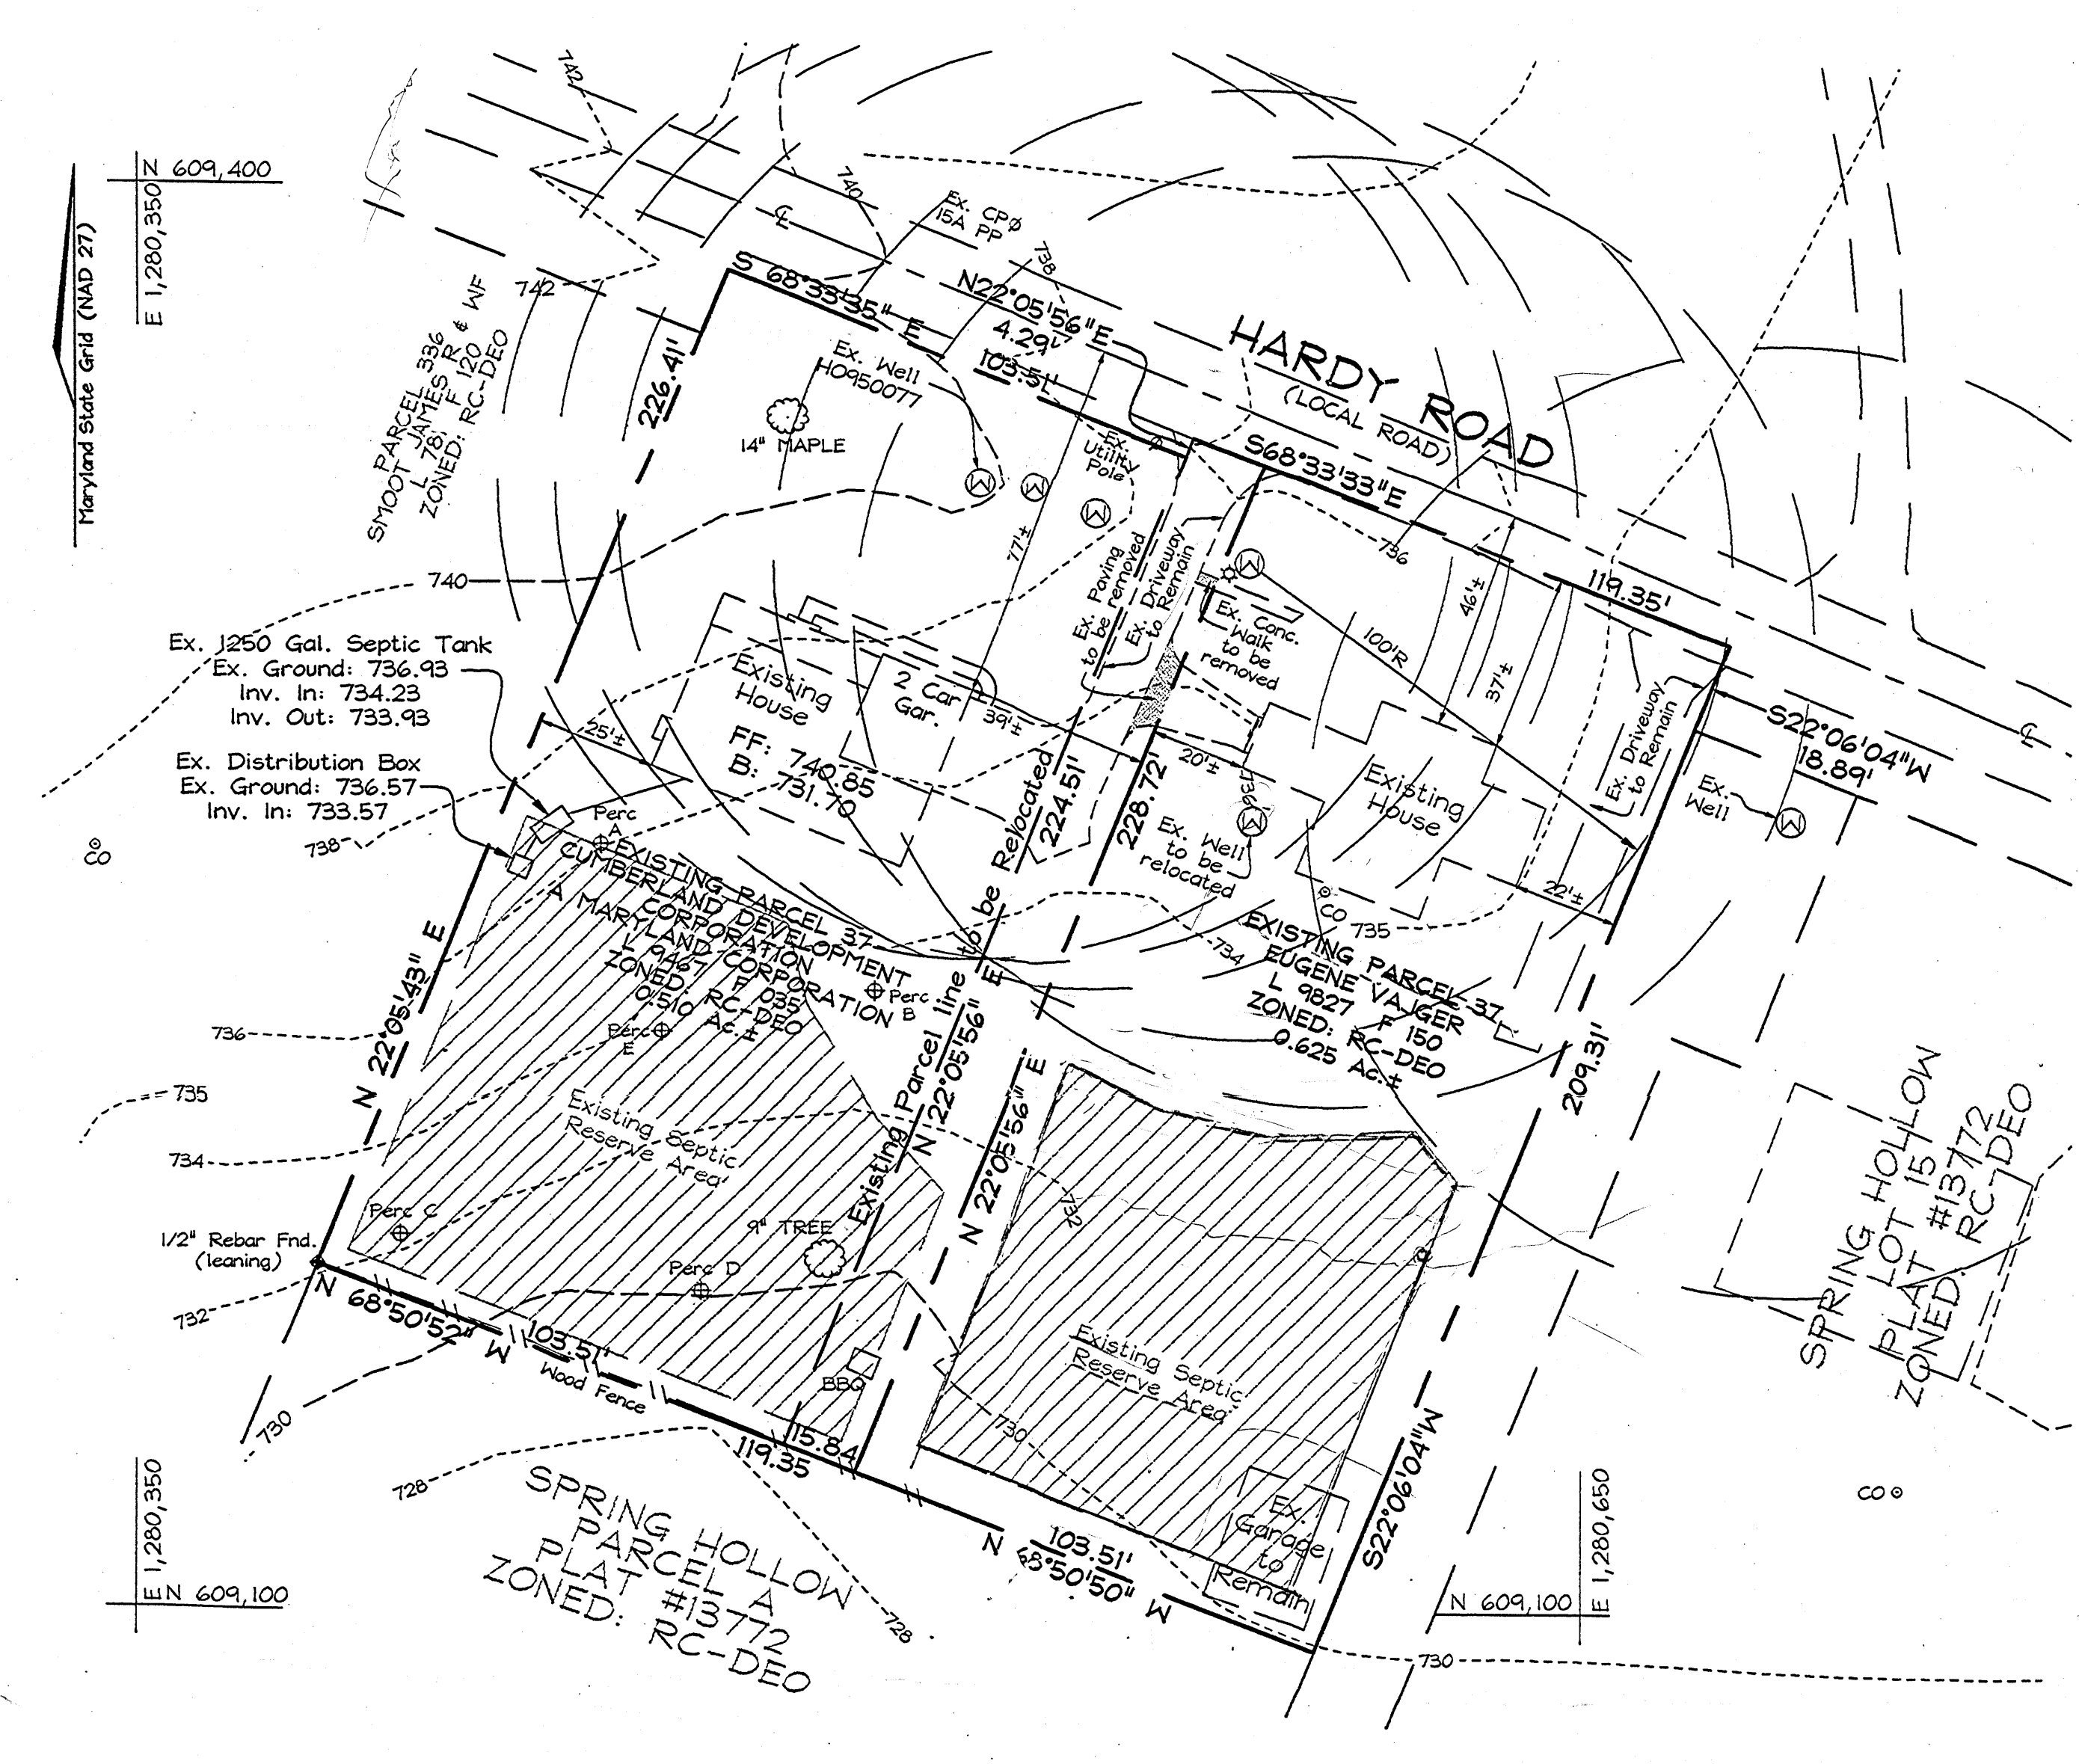 742
N 609,400
E 1,280,350
Maryland State Grid (NAD 27)
740
℄
Ex. CP∅
15A PP
738
742
PARCEL 336
SMOOT JAMES R & WF
L 781 F 120
ZONED: RC-DEO
S 68°33'35" E
103.51'
N22°05'56"E
4.29'
HARDY ROAD
(LOCAL ROAD)
226.41'
Ex. Well
HO950077
14" MAPLE
Ex.
Utility
Pole
S68°33'33"E
119.35'
W
W
W
W
77'±
Ex. Paving
to be removed
Ex. Driveway
to Remain
736
46'±
37'±
100'R
Ex. Conc.
Walk
to be
removed
740
Ex. 1250 Gal. Septic Tank
Ex. Ground: 736.93
Inv. In: 734.23
Inv. Out: 733.93
Ex. Distribution Box
Ex. Ground: 736.57
Inv. In: 733.57
Existing
House
2 Car
Gar.
FF: 740.85
B: 731.70
25'±
39'±
20'±
736
Ex. Driveway
to Remain
S22°06'04"W
18.89'
℄
Ex.
Well
W
Existing
House
Ex. Well
to be
relocated
W
22'±
CO
735
738
CO
Perc
A
EXISTING PARCEL 37
CUMBERLAND DEVELOPMENT
CORPORATION
A MARYLAND CORPORATION
L 9467 F 035
ZONED: RC-DEO
0.510 Ac.±
Perc
B
Perc
E
Existing Parcel line to be Relocated
N 22°05'56" E
224.51'
228.72'
N 22°05'56" E
734
EXISTING PARCEL 37
EUGENE VAJGER
L 9827 F 150
ZONED: RC-DEO
0.625 Ac.±
209.31'
N 22°05'43" E
736
735
734
732
Existing Septic
Reserve Area
Perc C
1/2" Rebar Fnd.
(leaning)
9" TREE
Perc D
732
N 68°50'52" W
103.51'
Wood Fence
BBQ
115.84
119.35
730
Existing Septic
Reserve Area
730
SPRING HOLLOW
LOT 15
PLAT #13772
ZONED: RC-DEO
S22°06'04"W
Ex.
Garage
to
Remain
728
SPRING HOLLOW
PARCEL A
PLAT #13772
ZONED: RC-DEO
103.51'
N 68°50'50" W
728
E 1,280,350
N 609,100
N 609,100
E 1,280,650
CO
730